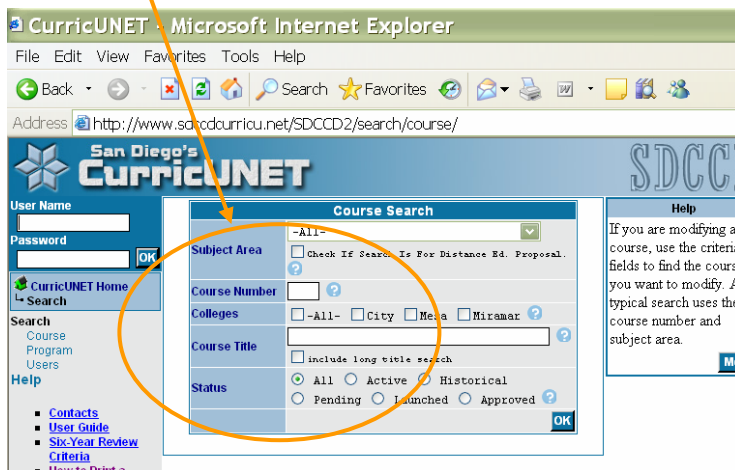 CurricUNET - Microsoft Internet Explorer
File Edit View Favorites Tools Help
Back Search Favorites
Address http://www.sdccdcurricu.net/SDCCD2/search/course/
San Diego's
CurricUNET
SDCC
User Name
Password
OK
CurricUNET Home
Search
Search
Course
Program
Users
Help
Contacts
User Guide
Six-Year Review
Criteria
How to Print a
Course Search
Subject Area
-All-
Check If Search Is For Distance Ed. Proposal.
Course Number
Colleges
-All- City Mesa Miramar
Course Title
include long title search
Status
All Active Historical
Pending Launched Approved
OK
Help
If you are modifying a
course, use the criteria
fields to find the cours
you want to modify. A
typical search uses the
course number and
subject area.